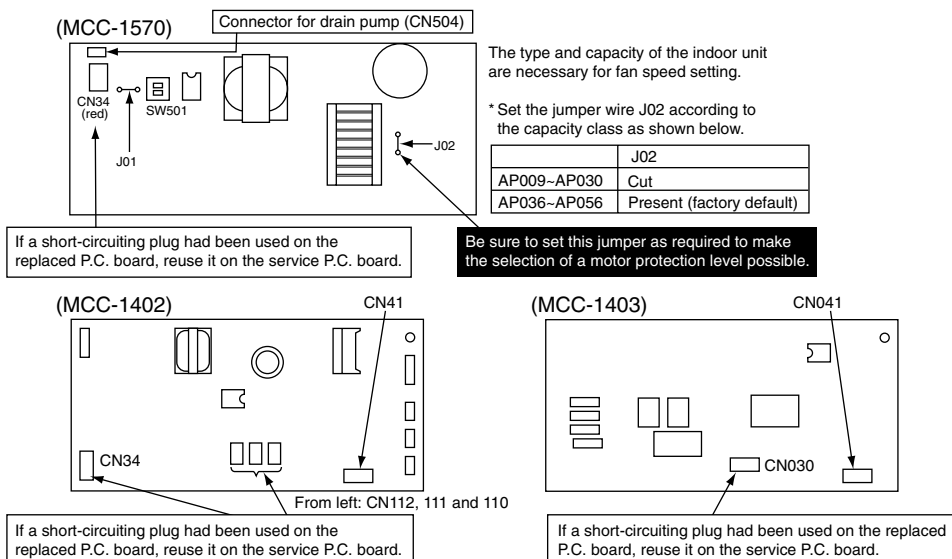 (MCC-1570)
Connector for drain pump (CN504)
CN34
(red)
J01
SW501
J02
The type and capacity of the indoor unit
are necessary for fan speed setting.
* Set the jumper wire J02 according to
the capacity class as shown below.
J02
AP009~AP030 Cut
AP036~AP056 Present (factory default)
If a short-circuiting plug had been used on the
replaced P.C. board, reuse it on the service P.C. board.
Be sure to set this jumper as required to make
the selection of a motor protection level possible.
(MCC-1402)
CN41
CN34
From left: CN112, 111 and 110
If a short-circuiting plug had been used on the
replaced P.C. board, reuse it on the service P.C. board.
(MCC-1403)
CN041
CN030
If a short-circuiting plug had been used on the replaced
P.C. board, reuse it on the service P.C. board.